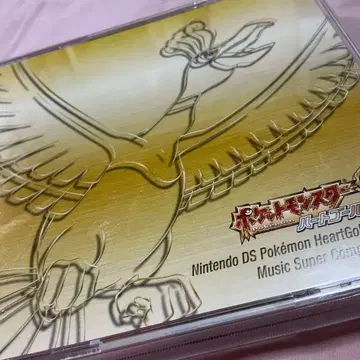 ポケットモンスター
ハートゴール
Nintendo DS Pokémon HeartGol
Music Super Comp